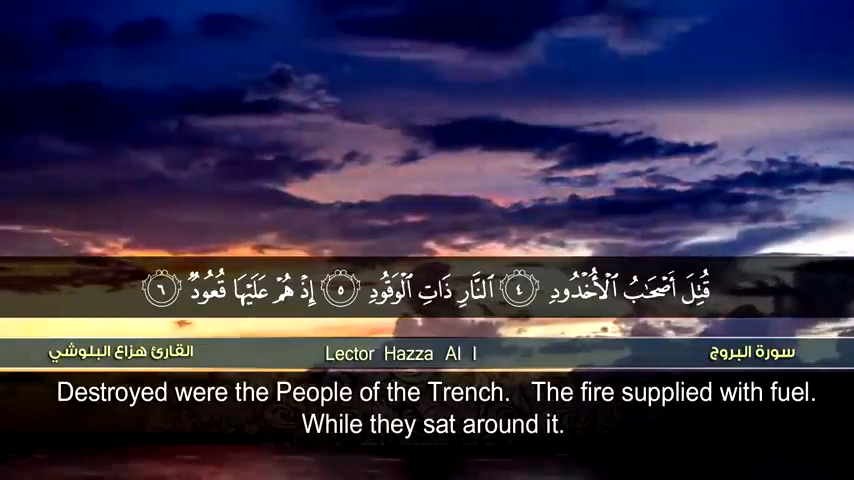 قُتِلَ أَصْحَٰبُ ٱلْأُخْدُودِ ٤ ٱلنَّارِ ذَاتِ ٱلْوَقُودِ ٥ إِذْ هُمْ عَلَيْهَا قُعُودٌ ٦
سورة البروج Lector Hazza Al I القارئ هزاع البلوشي
Destroyed were the People of the Trench. The fire supplied with fuel.
While they sat around it.